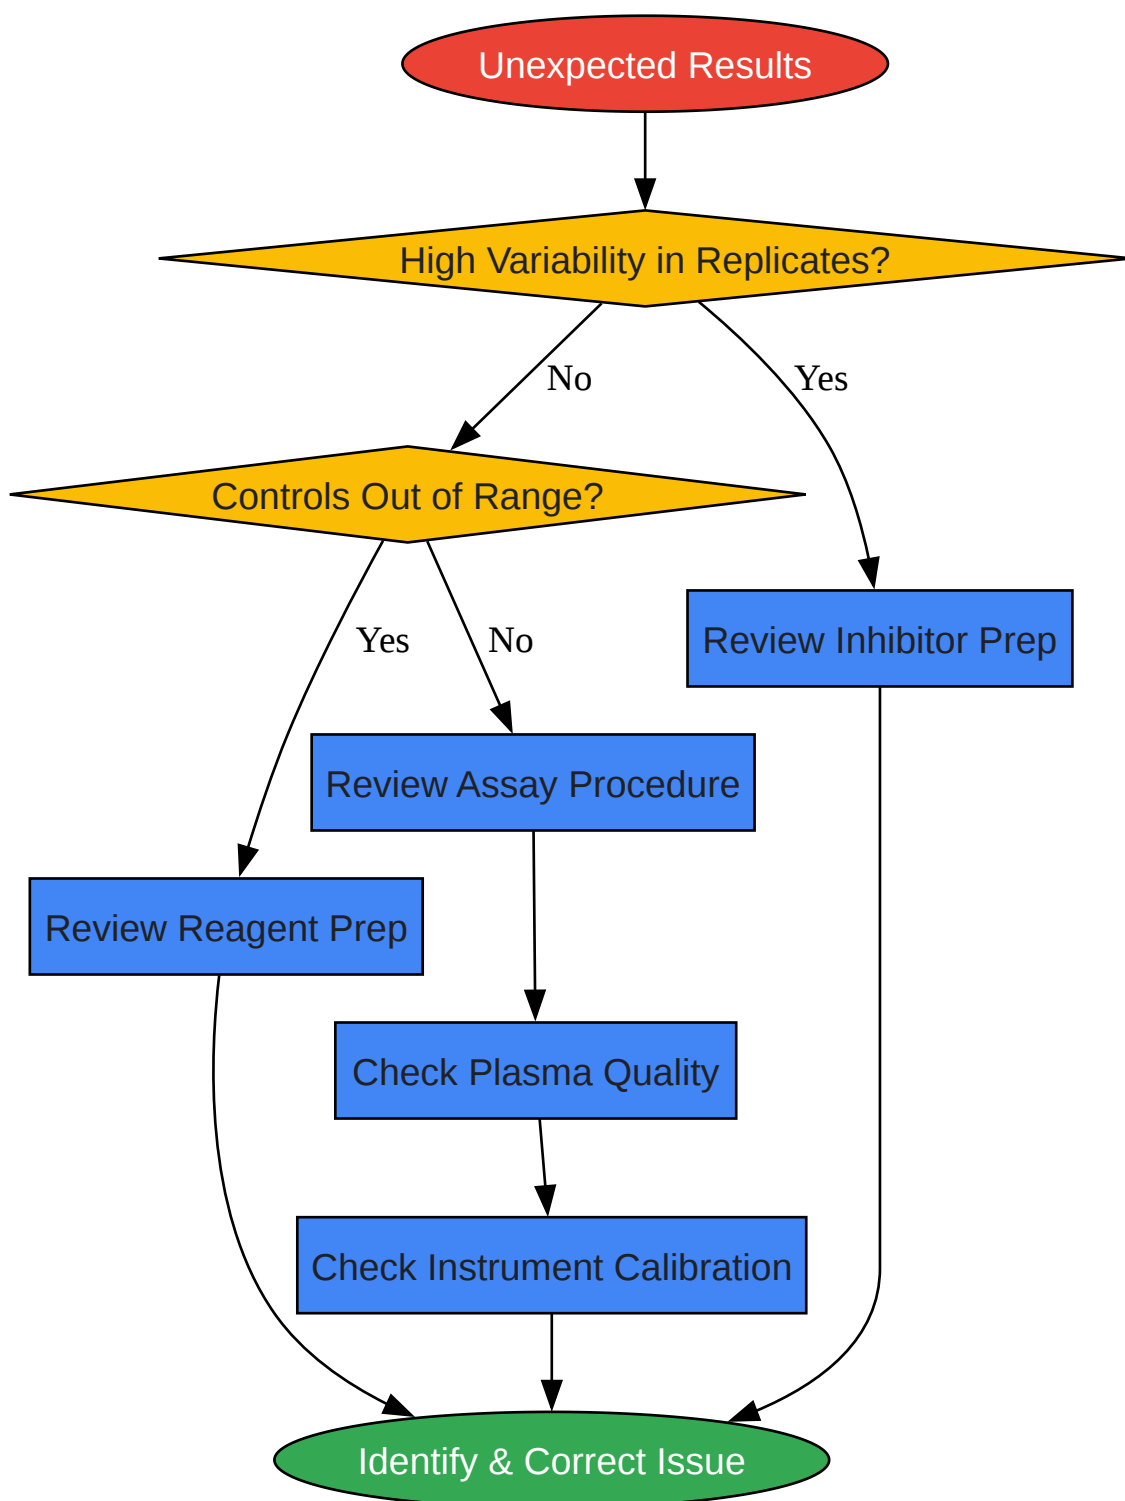 Unexpected Results
High Variability in Replicates?
No
Yes
Controls Out of Range?
Yes
No
Review Inhibitor Prep
Review Assay Procedure
Review Reagent Prep
Check Plasma Quality
Check Instrument Calibration
Identify & Correct Issue